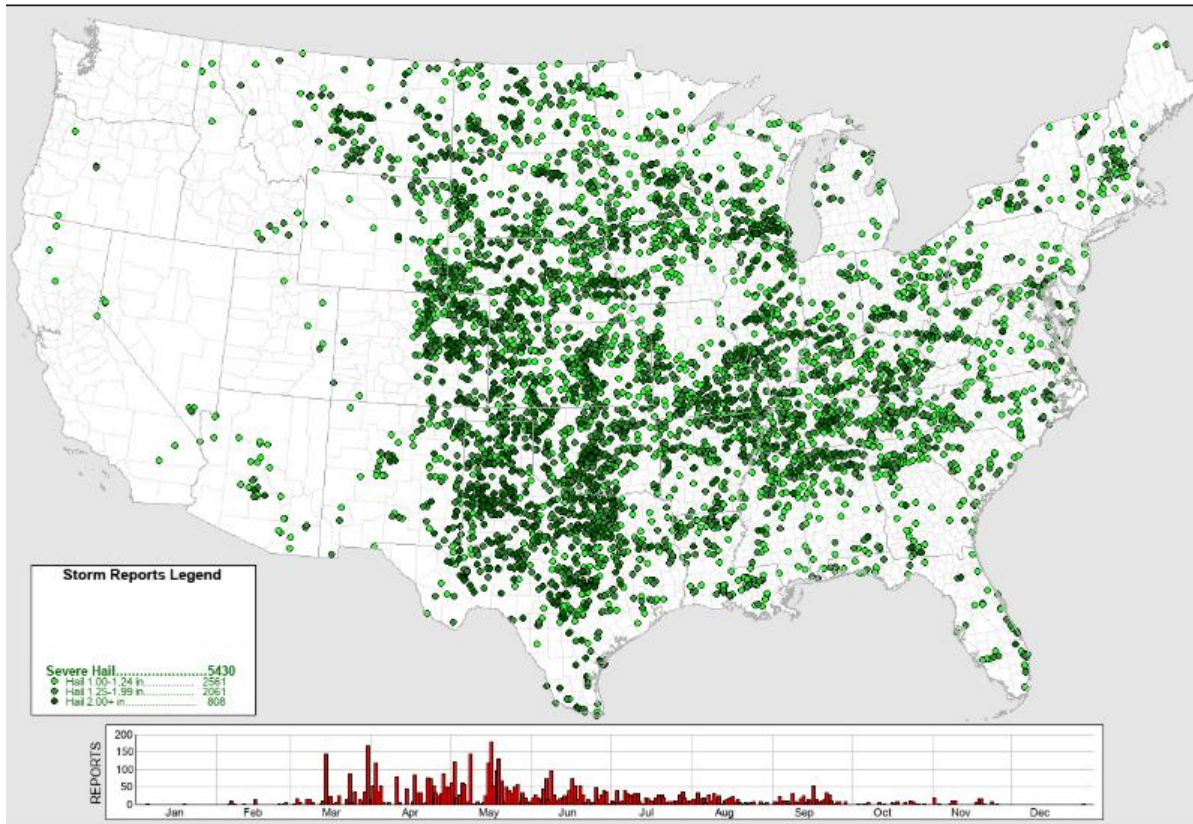 Storm Reports Legend
Severe Hail..............................5430
Hail 1.00-1.24 in................ 2561
Hail 1.25-1.99 in................ 2061
Hail 2.00+ in..................... 808
REPORTS
200
150
100
50
0
Jan Feb Mar Apr May Jun Jul Aug Sep Oct Nov Dec